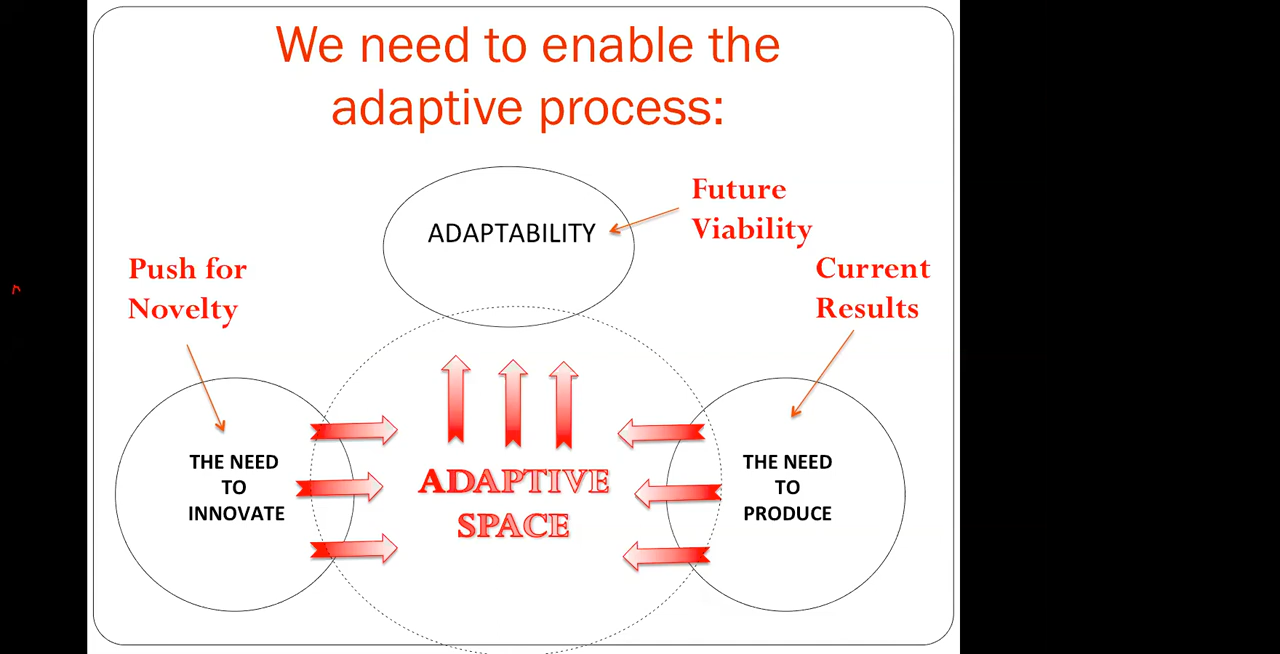 We need to enable the
adaptive process:
Future
Viability
ADAPTABILITY
Push for
Novelty
Current
Results
THE NEED
TO
INNOVATE
ADAPTIVE
SPACE
THE NEED
TO
PRODUCE